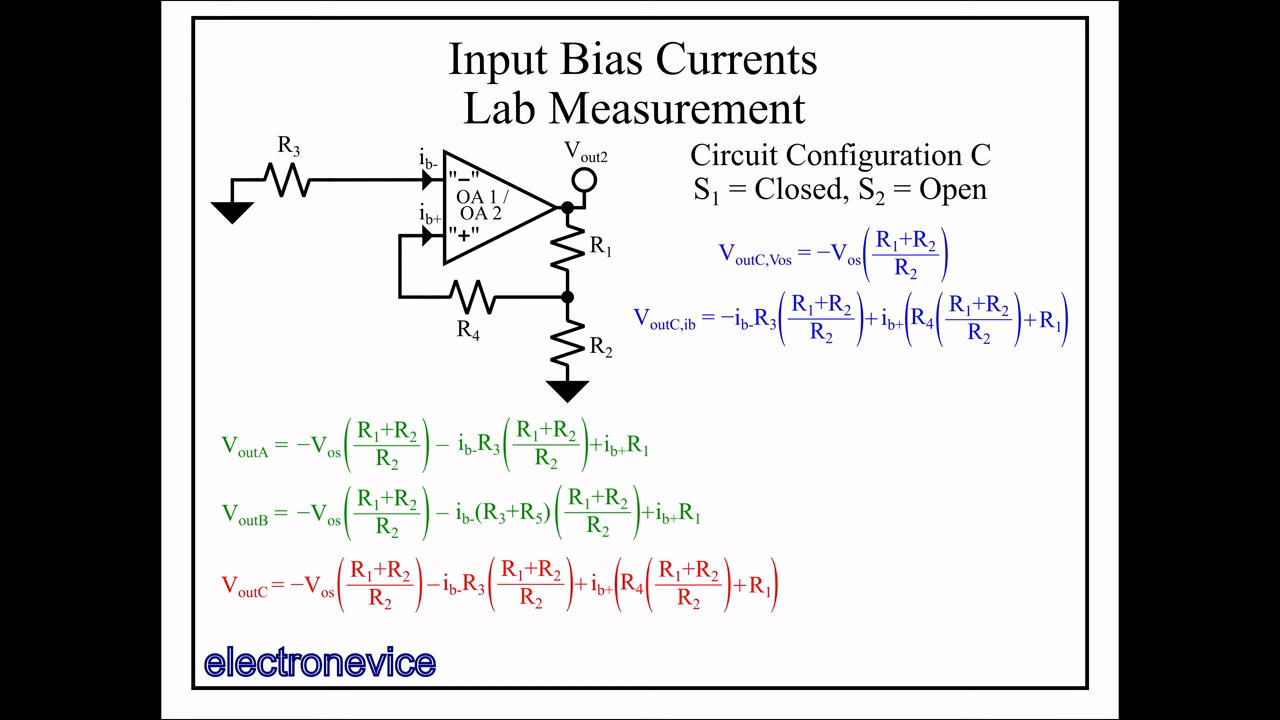 Input Bias Currents
Lab Measurement
R3
ib-
Vout2
"−"
OA 1 /
OA 2
ib+
"+"
R1
R4
R2
Circuit Configuration C
S1 = Closed, S2 = Open
VoutC,Vos = −Vos((R1+R2)/R2)
VoutC,ib = −ib-R3((R1+R2)/R2)+ib+(R4((R1+R2)/R2)+R1)
VoutA = −Vos((R1+R2)/R2) − ib-R3((R1+R2)/R2)+ib+R1
VoutB = −Vos((R1+R2)/R2) − ib-(R3+R5)((R1+R2)/R2)+ib+R1
VoutC = −Vos((R1+R2)/R2)−ib-R3((R1+R2)/R2)+ib+(R4((R1+R2)/R2)+R1)
electronevice